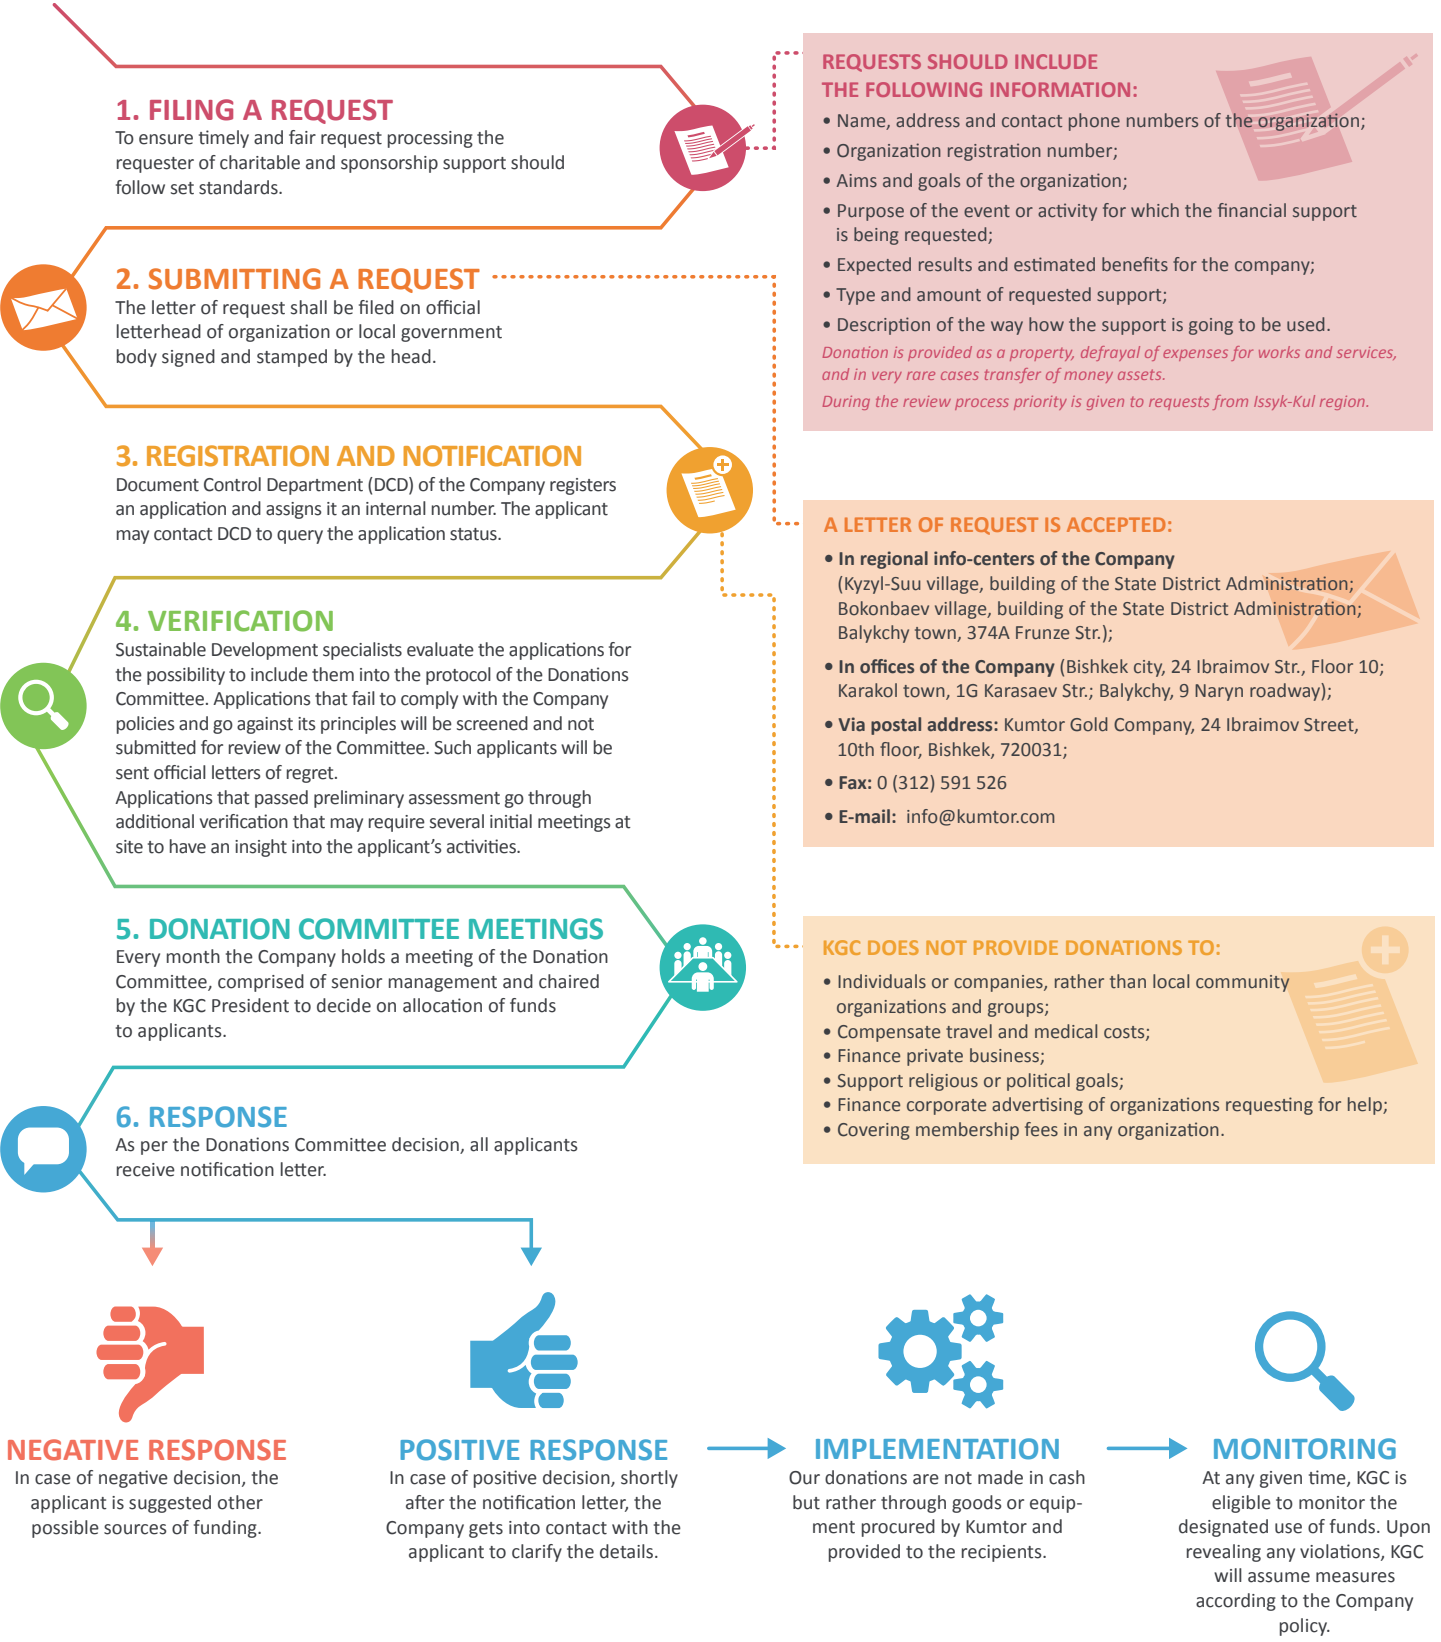 1. FILING A REQUEST
To ensure timely and fair request processing the
requester of charitable and sponsorship support should
follow set standards.
REQUESTS SHOULD INCLUDE
THE FOLLOWING INFORMATION:
• Name, address and contact phone numbers of the organization;
• Organization registration number;
• Aims and goals of the organization;
• Purpose of the event or activity for which the financial support
is being requested;
• Expected results and estimated benefits for the company;
• Type and amount of requested support;
• Description of the way how the support is going to be used.
Donation is provided as a property, defrayal of expenses for works and services,
and in very rare cases transfer of money assets.
During the review process priority is given to requests from Issyk-Kul region.
2. SUBMITTING A REQUEST
The letter of request shall be filed on official
letterhead of organization or local government
body signed and stamped by the head.
A LETTER OF REQUEST IS ACCEPTED:
• In regional info-centers of the Company
(Kyzyl-Suu village, building of the State District Administration;
Bokonbaev village, building of the State District Administration;
Balykchy town, 374A Frunze Str.);
• In offices of the Company (Bishkek city, 24 Ibraimov Str., Floor 10;
Karakol town, 1G Karasaev Str.; Balykchy, 9 Naryn roadway);
• Via postal address: Kumtor Gold Company, 24 Ibraimov Street,
10th floor, Bishkek, 720031;
• Fax: 0 (312) 591 526
• E-mail: info@kumtor.com
3. REGISTRATION AND NOTIFICATION
Document Control Department (DCD) of the Company registers
an application and assigns it an internal number. The applicant
may contact DCD to query the application status.
KGC DOES NOT PROVIDE DONATIONS TO:
• Individuals or companies, rather than local community
organizations and groups;
• Compensate travel and medical costs;
• Finance private business;
• Support religious or political goals;
• Finance corporate advertising of organizations requesting for help;
• Covering membership fees in any organization.
4. VERIFICATION
Sustainable Development specialists evaluate the applications for
the possibility to include them into the protocol of the Donations
Committee. Applications that fail to comply with the Company
policies and go against its principles will be screened and not
submitted for review of the Committee. Such applicants will be
sent official letters of regret.
Applications that passed preliminary assessment go through
additional verification that may require several initial meetings at
site to have an insight into the applicant’s activities.
5. DONATION COMMITTEE MEETINGS
Every month the Company holds a meeting of the Donation
Committee, comprised of senior management and chaired
by the KGC President to decide on allocation of funds
to applicants.
6. RESPONSE
As per the Donations Committee decision, all applicants
receive notification letter.
NEGATIVE RESPONSE
In case of negative decision, the
applicant is suggested other
possible sources of funding.
POSITIVE RESPONSE
In case of positive decision, shortly
after the notification letter, the
Company gets into contact with the
applicant to clarify the details.
IMPLEMENTATION
Our donations are not made in cash
but rather through goods or equip-
ment procured by Kumtor and
provided to the recipients.
MONITORING
At any given time, KGC is
eligible to monitor the
designated use of funds. Upon
revealing any violations, KGC
will assume measures
according to the Company
policy.